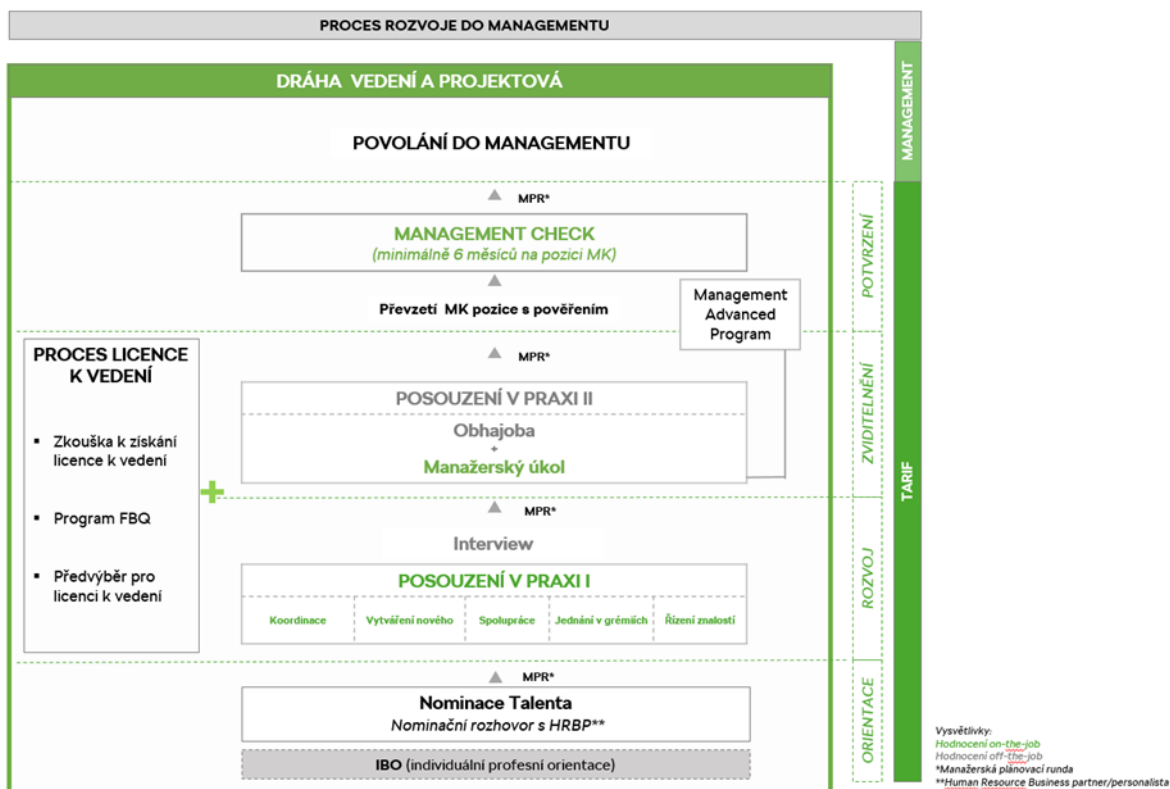 PROCES ROZVOJE DO MANAGEMENTU
MANAGEMENT
DRÁHA VEDENÍ A PROJEKTOVÁ
POVOLÁNÍ DO MANAGEMENTU
MPR*
POTVRZENÍ
MANAGEMENT CHECK
(minimálně 6 měsíců na pozici MK)
Převzetí MK pozice s pověřením
Management
Advanced
Program
MPR*
ZVIDITELNĚNÍ
PROCES LICENCE
K VEDENÍ
Zkouška k získání
licence k vedení
Program FBQ
Předvýběr pro
licenci k vedení
+
POSOUZENÍ V PRAXI II
Obhajoba
+
Manažerský úkol
TARIF
MPR*
Interview
ROZVOJ
POSOUZENÍ V PRAXI I
Koordinace
Vytváření nového
Spolupráce
Jednání v grémiích
Řízení znalostí
MPR*
ORIENTACE
Nominace Talenta
Nominační rozhovor s HRBP**
IBO (individuální profesní orientace)
Vysvětlivky:
Hodnocení on-the-job
Hodnocení off-the-job
*Manažerská plánovací runda
**Human Resource Business partner/personalista